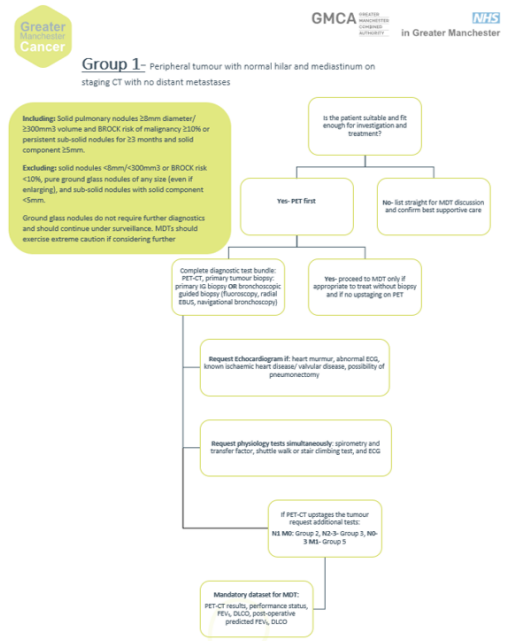 Greater
Manchester
Cancer
GMCA
GREATER
MANCHESTER
COMBINED
AUTHORITY
NHS
in Greater Manchester
Group 1- Peripheral tumour with normal hilar and mediastinum on
staging CT with no distant metastases
Including: Solid pulmonary nodules ≥8mm diameter/
≥300mm3 volume and BROCK risk of malignancy ≥10% or
persistent sub-solid nodules for ≥3 months and solid
component ≥5mm.
Excluding: solid nodules <8mm/<300mm3 or BROCK risk
<10%, pure ground glass nodules of any size (even if
enlarging), and sub-solid nodules with solid component
<5mm.
Ground glass nodules do not require further diagnostics
and should continue under surveillance. MDTs should
exercise extreme caution if considering further
Is the patient suitable and fit
enough for investigation and
treatment?
Yes- PET first
No- list straight for MDT discussion
and confirm best supportive care
Complete diagnostic test bundle:
PET-CT, primary tumour biopsy:
primary IG biopsy OR bronchoscopic
guided biopsy (fluoroscopy, radial
EBUS, navigational bronchoscopy)
Yes- proceed to MDT only if
appropriate to treat without biopsy
and if no upstaging on PET
Request Echocardiogram if: heart murmur, abnormal ECG,
known ischaemic heart disease/ valvular disease, possibility of
pneumonectomy
Request physiology tests simultaneously: spirometry and
transfer factor, shuttle walk or stair climbing test, and ECG
If PET-CT upstages the tumour
request additional tests:
N1 M0: Group 2, N2-3- Group 3, N0-
3 M1- Group 5
Mandatory dataset for MDT:
PET-CT results, performance status,
FEV₁, DLCO, post-operative
predicted FEV₁, DLCO